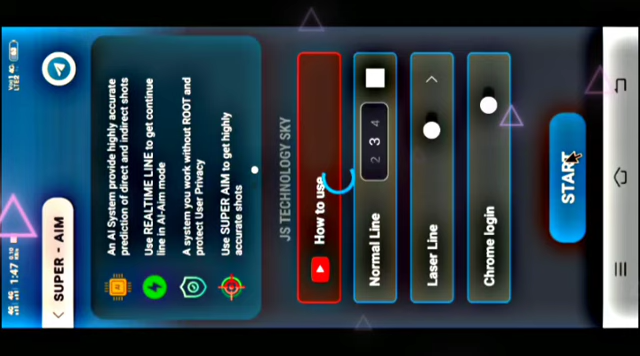 1:47
SUPER - AIM
An AI System provide highly accurate
prediction of direct and indirect shots
Use REALTIME LINE to get continue
line in AI-Aim mode
A system you work without ROOT and
protect User Privacy
Use SUPER AIM to get highly
accurate shots
JS TECHNOLOGY SKY
How to use
Normal Line
2 3 4
Laser Line
Chrome login
START